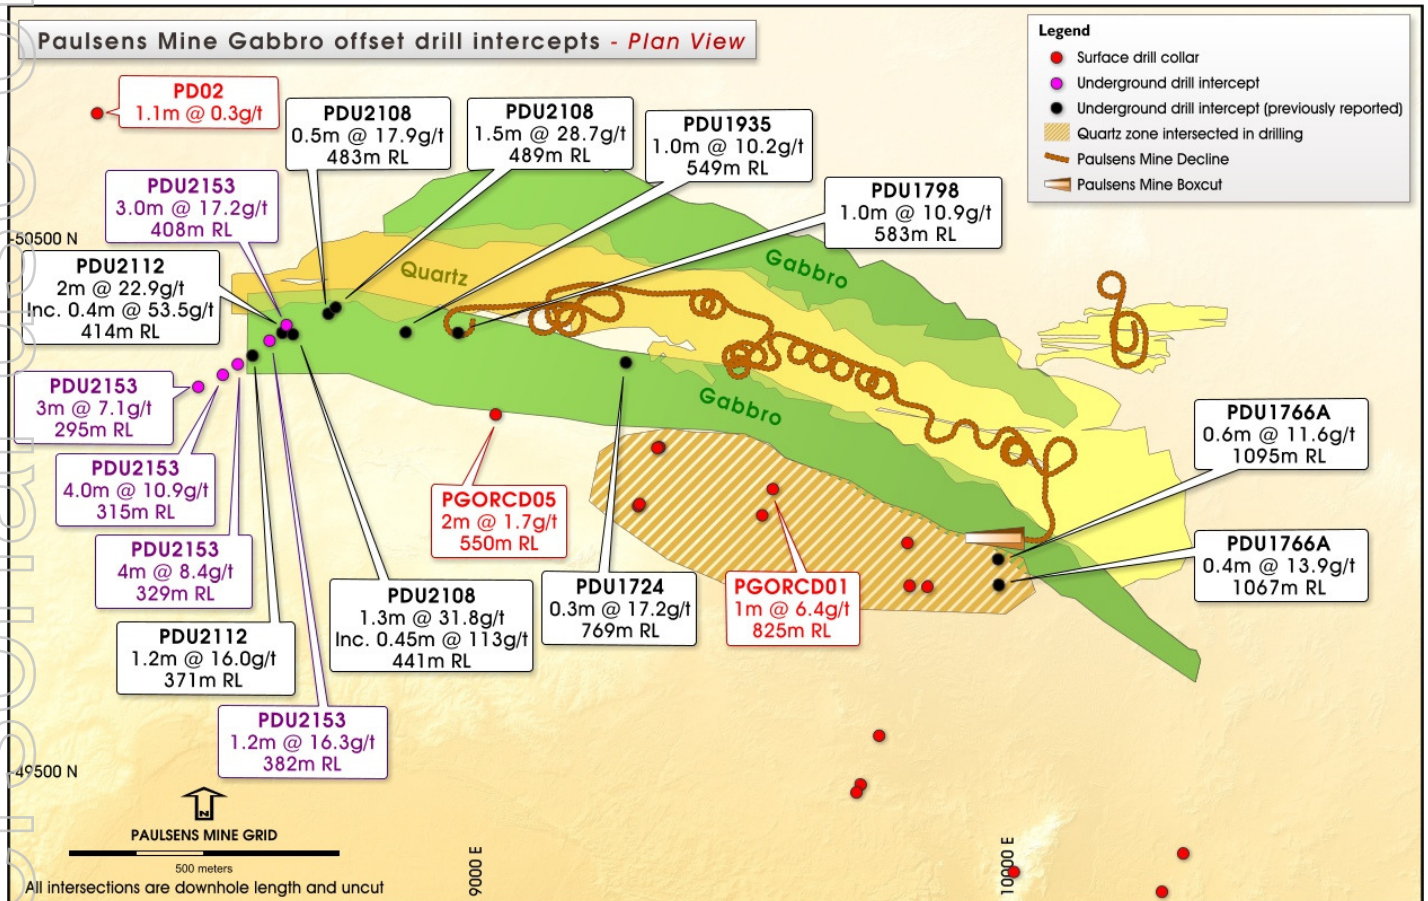 Paulsens Mine Gabbro offset drill intercepts - Plan View
Legend
Surface drill collar
Underground drill intercept
Underground drill intercept (previously reported)
Quartz zone intersected in drilling
Paulsens Mine Decline
Paulsens Mine Boxcut
PD02
1.1m @ 0.3g/t
PDU2108
0.5m @ 17.9g/t
483m RL
PDU2108
1.5m @ 28.7g/t
489m RL
PDU1935
1.0m @ 10.2g/t
549m RL
PDU1798
1.0m @ 10.9g/t
583m RL
PDU2153
3.0m @ 17.2g/t
408m RL
50500 N
PDU2112
2m @ 22.9g/t
Inc. 0.4m @ 53.5g/t
414m RL
Quartz
Gabbro
Gabbro
PDU2153
3m @ 7.1g/t
295m RL
PDU2153
4.0m @ 10.9g/t
315m RL
PDU2153
4m @ 8.4g/t
329m RL
PDU2112
1.2m @ 16.0g/t
371m RL
PDU2153
1.2m @ 16.3g/t
382m RL
PDU2108
1.3m @ 31.8g/t
Inc. 0.45m @ 113g/t
441m RL
PGORCD05
2m @ 1.7g/t
550m RL
PDU1724
0.3m @ 17.2g/t
769m RL
PGORCD01
1m @ 6.4g/t
825m RL
PDU1766A
0.6m @ 11.6g/t
1095m RL
PDU1766A
0.4m @ 13.9g/t
1067m RL
49500 N
N
PAULSENS MINE GRID
500 meters
All intersections are downhole length and uncut
9000 E
10000 E